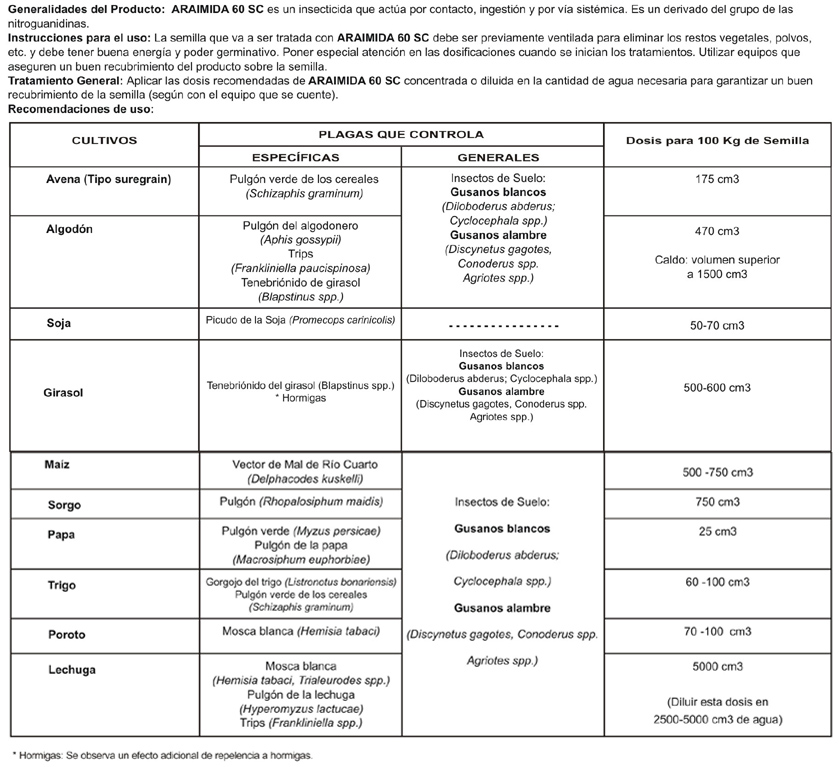 Generalidades del Producto: ARAIMIDA 60 SC es un insecticida que actúa por contacto, ingestión y por vía sistémica. Es un derivado del grupo de las
nitroguanidinas.
Instrucciones para el uso: La semilla que va a ser tratada con ARAIMIDA 60 SC debe ser previamente ventilada para eliminar los restos vegetales, polvos,
etc. y debe tener buena energía y poder germinativo. Poner especial atención en las dosificaciones cuando se inician los tratamientos. Utilizar equipos que
aseguren un buen recubrimiento del producto sobre la semilla.
Tratamiento General: Aplicar las dosis recomendadas de ARAIMIDA 60 SC concentrada o diluida en la cantidad de agua necesaria para garantizar un buen
recubrimiento de la semilla (según con el equipo que se cuente).
Recomendaciones de uso:
CULTIVOS
PLAGAS QUE CONTROLA
Dosis para 100 Kg de Semilla
ESPECÍFICAS
GENERALES
Avena (Tipo suregrain)
Pulgón verde de los cereales
(Schizaphis graminum)
Insectos de Suelo:
Gusanos blancos
(Diloboderus abderus;
Cyclocephala spp.)
Gusanos alambre
(Discynetus gagotes,
Conoderus spp.
Agriotes spp.)
175 cm3
Algodón
Pulgón del algodonero
(Aphis gossypii)
Trips
(Frankliniella paucispinosa)
Tenebriónido de girasol
(Blapstinus spp.)
470 cm3
Caldo: volumen superior
a 1500 cm3
Soja
Picudo de la Soja (Promecops carinicolis)
----------------
50-70 cm3
Girasol
Tenebriónido del girasol (Blapstinus spp.)
* Hormigas
Insectos de Suelo:
Gusanos blancos
(Diloboderus abderus; Cyclocephala spp.)
Gusanos alambre
(Discynetus gagotes, Conoderus spp.
Agriotes spp.)
500-600 cm3
Maíz
Vector de Mal de Río Cuarto
(Delphacodes kuskelli)
500 -750 cm3
Sorgo
Pulgón (Rhopalosiphum maidis)
Insectos de Suelo:
Gusanos blancos
(Diloboderus abderus;
Cyclocephala spp.)
Gusanos alambre
(Discynetus gagotes, Conoderus spp.
Agriotes spp.)
750 cm3
Papa
Pulgón verde (Myzus persicae)
Pulgón de la papa
(Macrosiphum euphorbiae)
25 cm3
Trigo
Gorgojo del trigo (Listronotus bonariensis)
Pulgón verde de los cereales
(Schizaphis graminum)
60 -100 cm3
Poroto
Mosca blanca (Hemisia tabaci)
70 -100 cm3
Lechuga
Mosca blanca
(Hemisia tabaci, Trialeurodes spp.)
Pulgón de la lechuga
(Hyperomyzus lactucae)
Trips (Frankliniella spp.)
5000 cm3
(Diluir esta dosis en
2500-5000 cm3 de agua)
* Hormigas: Se observa un efecto adicional de repelencia a hormigas.